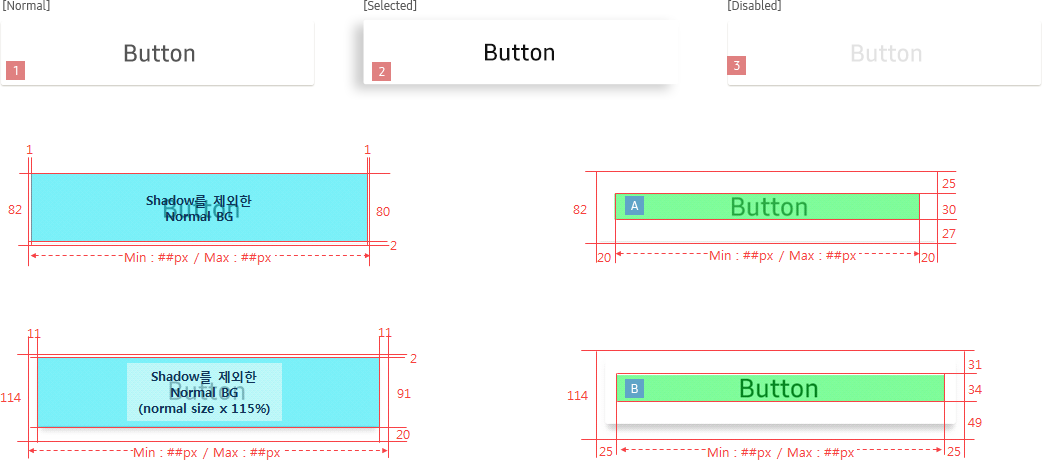 [Normal]
[Selected]
[Disabled]
Button
Button
Button
1
2
3
1
1
82
Button
Shadow를 제외한
Normal BG
80
2
Min : ##px / Max : ##px
82
A
Button
25
30
27
20
Min : ##px / Max : ##px
20
11
11
114
Button
Shadow를 제외한
Normal BG
(normal size x 115%)
2
91
20
Min : ##px / Max : ##px
114
B
Button
31
34
49
25
Min : ##px / Max : ##px
25